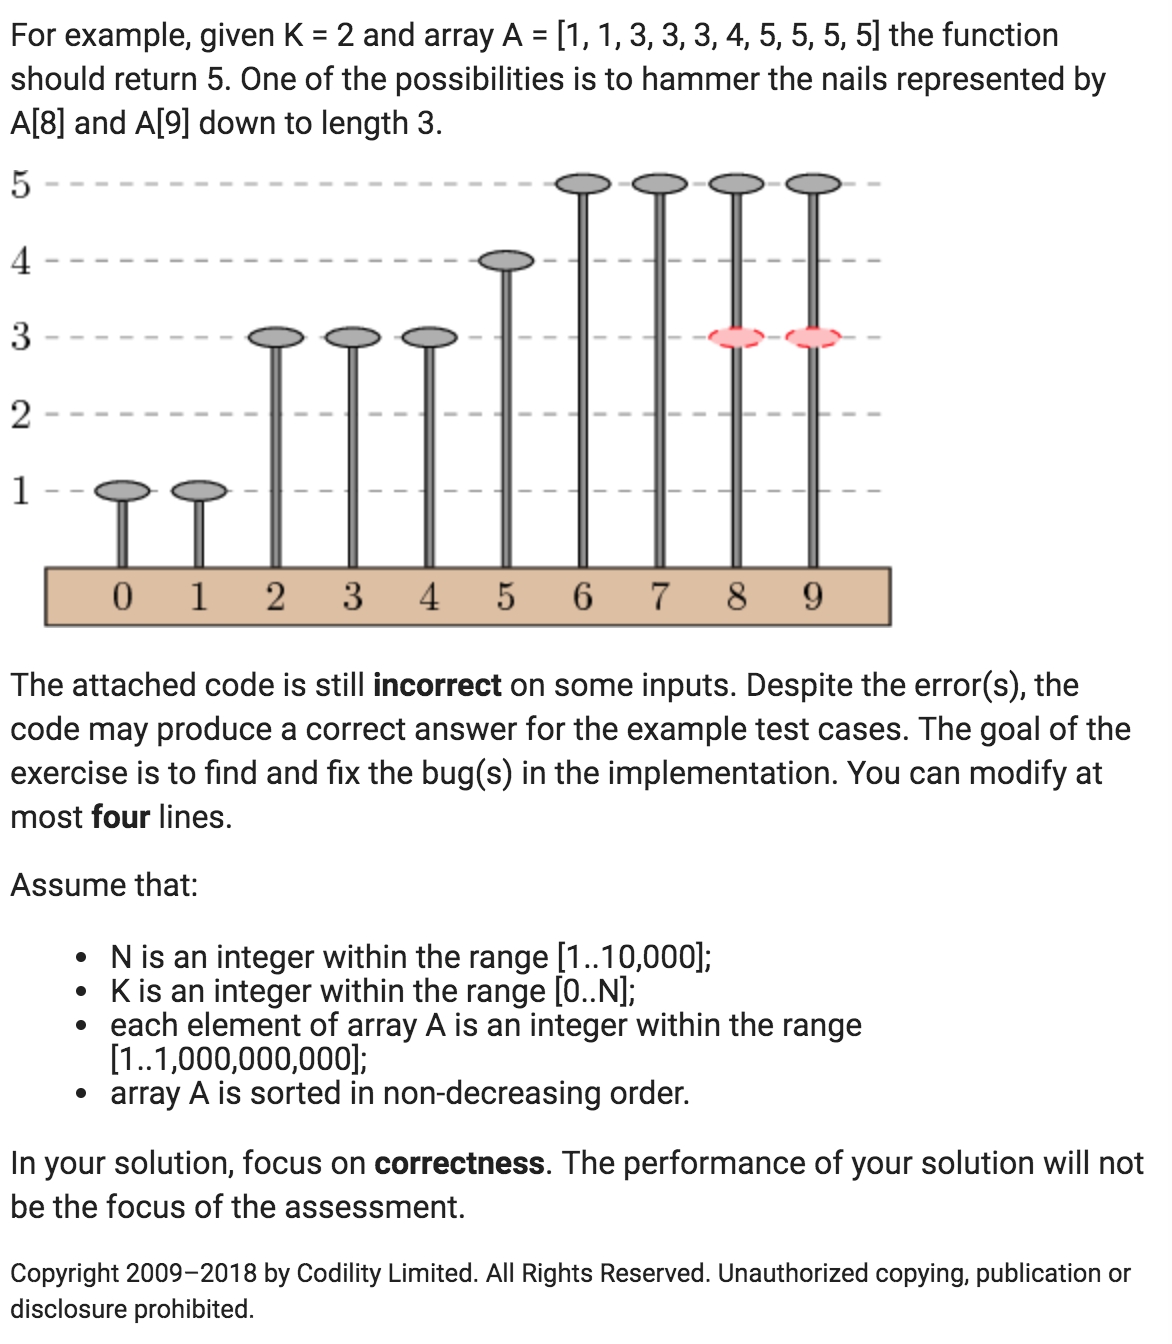 For example, given K = 2 and array A = [1, 1, 3, 3, 3, 4, 5, 5, 5, 5] the function
should return 5. One of the possibilities is to hammer the nails represented by
A[8] and A[9] down to length 3.
5
4
3
2
1
0 1 2 3 4 5 6 7 8 9
The attached code is still incorrect on some inputs. Despite the error(s), the
code may produce a correct answer for the example test cases. The goal of the
exercise is to find and fix the bug(s) in the implementation. You can modify at
most four lines.
Assume that:
• N is an integer within the range [1..10,000];
• K is an integer within the range [0..N];
• each element of array A is an integer within the range
[1..1,000,000,000];
• array A is sorted in non-decreasing order.
In your solution, focus on correctness. The performance of your solution will not
be the focus of the assessment.
Copyright 2009–2018 by Codility Limited. All Rights Reserved. Unauthorized copying, publication or
disclosure prohibited.